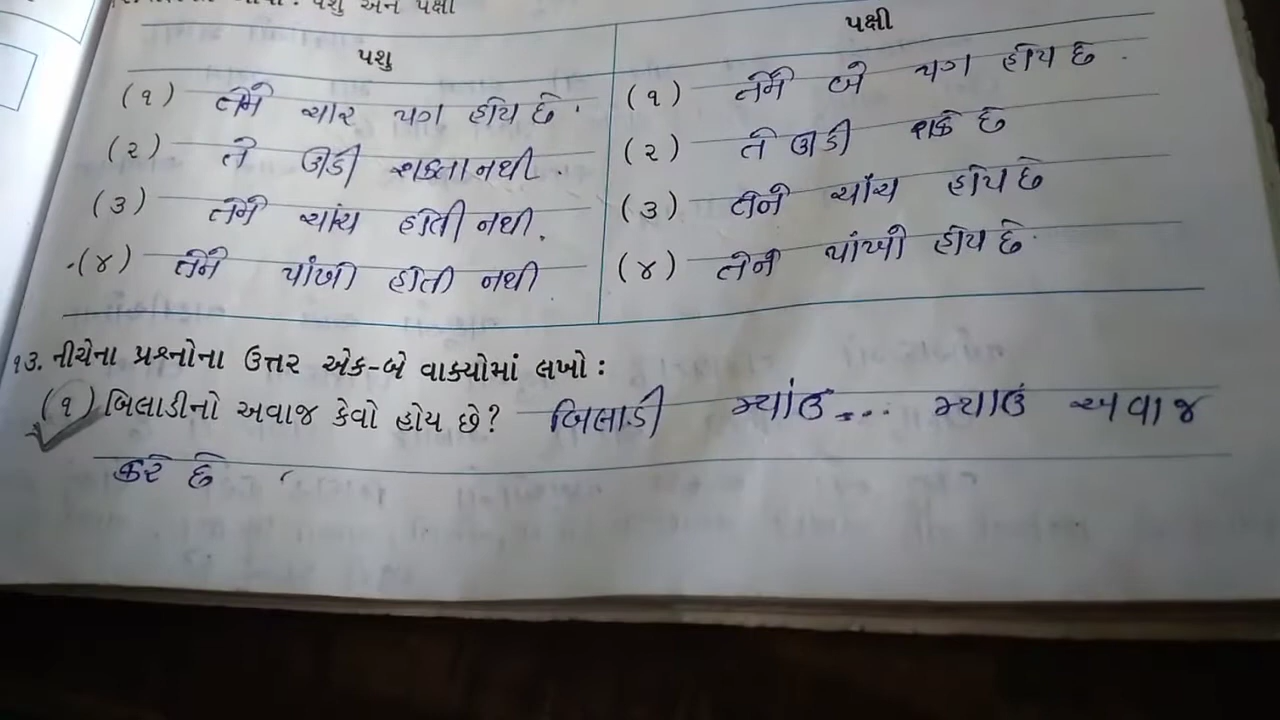 પશુ અને પક્ષી
પશુ
(૧) તેમને ચાર પગ હોય છે.
(૨) તે ઊડી શકતા નથી.
(૩) તેમને ચાંચ હોતી નથી.
(૪) તેમને પાંખો હોતી નથી
પક્ષી
(૧) તેમને બે પગ હોય છે.
(૨) તે ઊડી શકે છે
(૩) તેને ચાંચ હોય છે
(૪) તેને પાંખો હોય છે.
૧૩. નીચેના પ્રશ્નોના ઉત્તર એક-બે વાક્યોમાં લખો :
(૧) બિલાડીનો અવાજ કેવો હોય છે? બિલાડી મ્યાંઉ... મ્યાઉં અવાજ
કરે છે